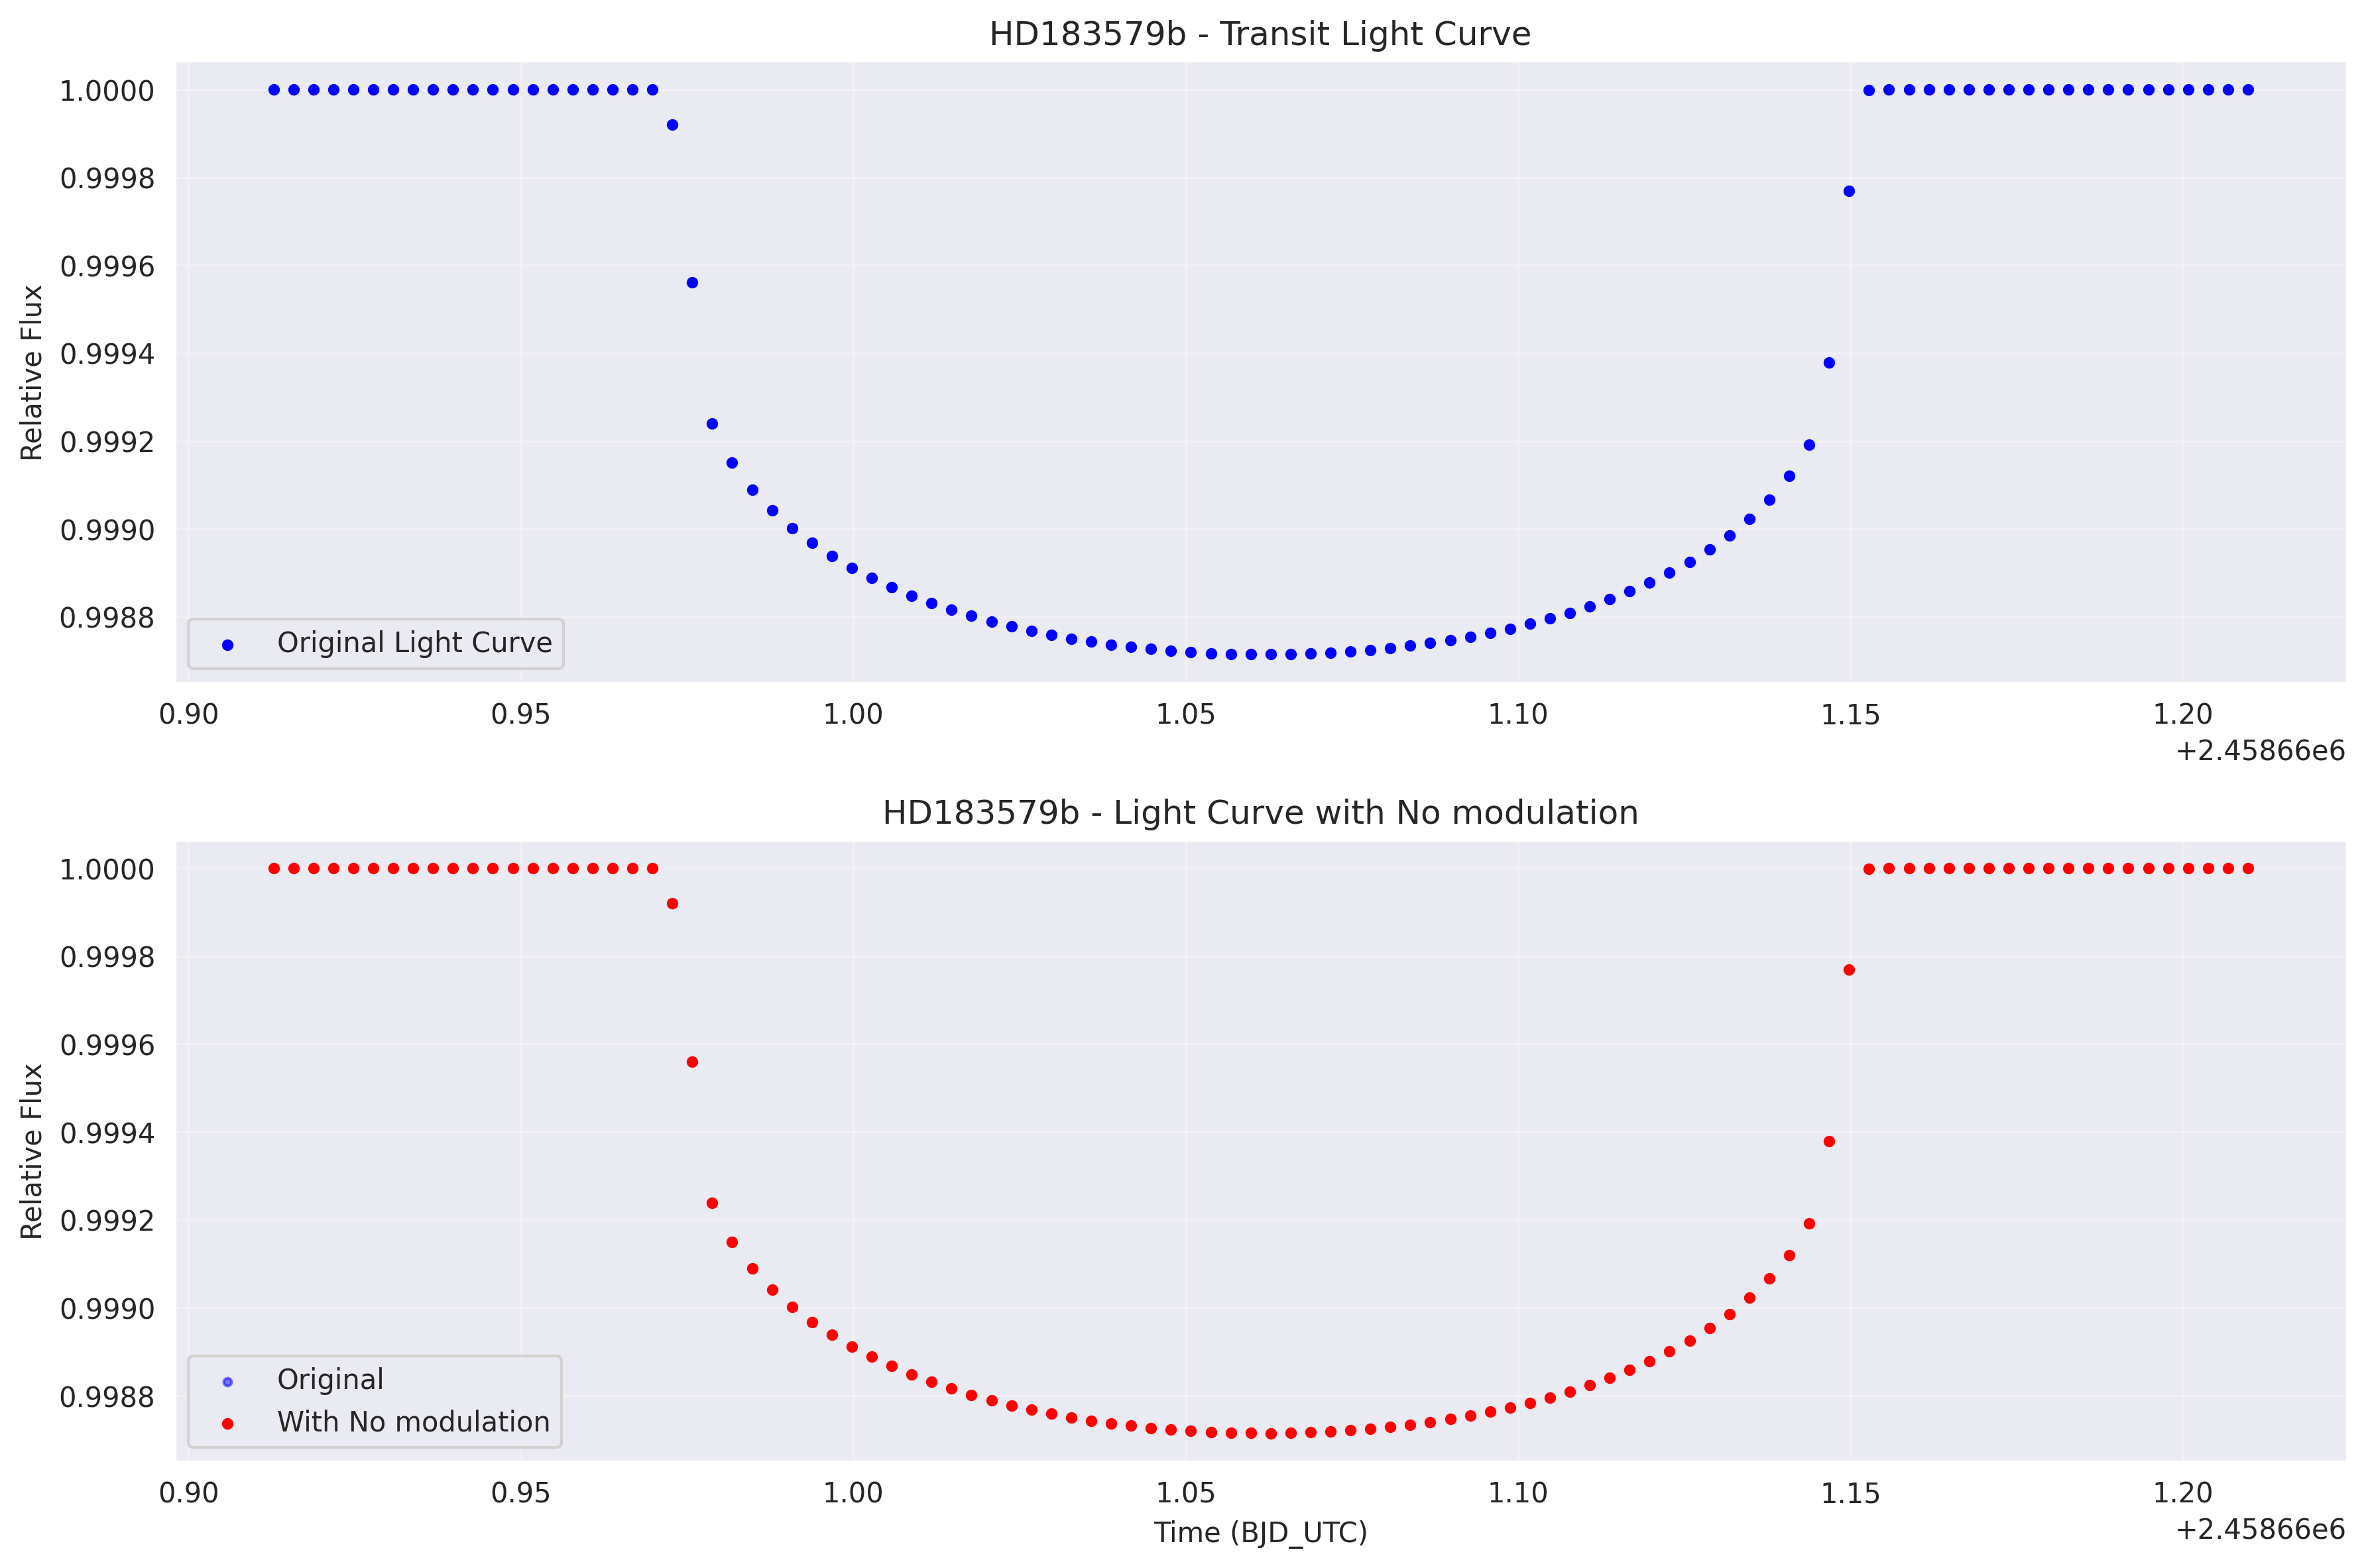 HD183579b - Transit Light Curve
Relative Flux
1.0000
0.9998
0.9996
0.9994
0.9992
0.9990
0.9988
Original Light Curve
0.90 0.95 1.00 1.05 1.10 1.15 1.20
+2.45866e6
HD183579b - Light Curve with No modulation
Relative Flux
1.0000
0.9998
0.9996
0.9994
0.9992
0.9990
0.9988
Original
With No modulation
0.90 0.95 1.00 1.05 1.10 1.15 1.20
Time (BJD_UTC)
+2.45866e6